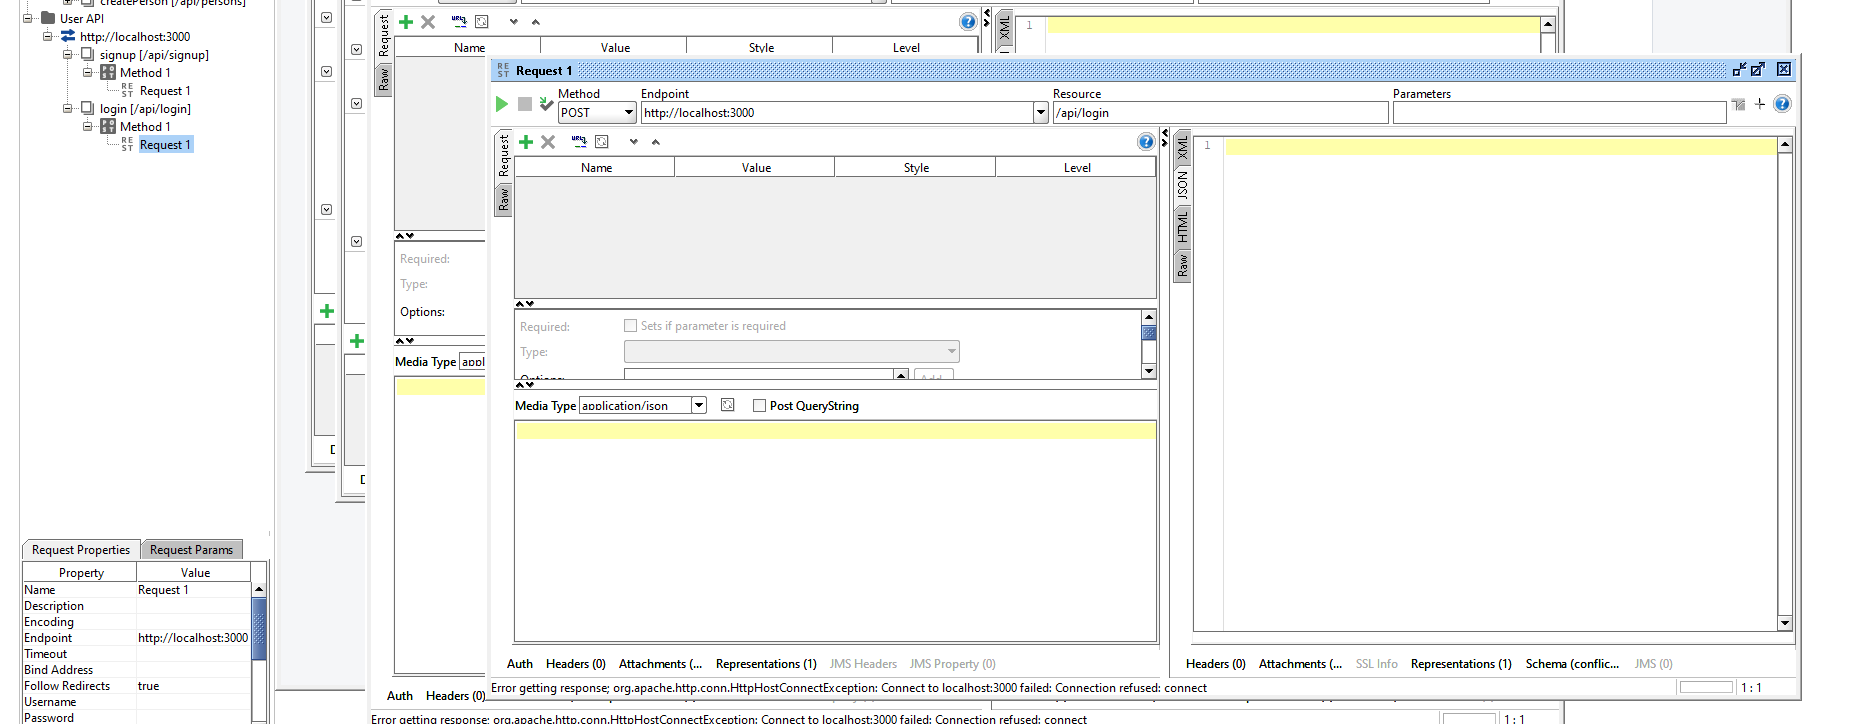 createPerson [/api/persons]
User API
http://localhost:3000
signup [/api/signup]
Method 1
REST Request 1
login [/api/login]
Method 1
REST Request 1
Request Properties Request Params
Property Value
Name Request 1
Description
Encoding
Endpoint http://localhost:3000
Timeout
Bind Address
Follow Redirects true
Username
Password
Request
Raw
Name Value Style Level
XML
1
Required:
Type:
Options:
Media Type appl
Auth Headers (0)
Error getting response; org.apache.http.conn.HttpHostConnectException: Connect to localhost:3000 failed: Connection refused: connect
1 : 1
REST Request 1
Method Endpoint Resource Parameters
POST http://localhost:3000 /api/login
Request
Raw
Name Value Style Level
Required: Sets if parameter is required
Type:
Options: Add..
Media Type application/json Post QueryString
XML
JSON
HTML
Raw
1
Auth Headers (0) Attachments (... Representations (1) JMS Headers JMS Property (0)
Headers (0) Attachments (... SSL Info Representations (1) Schema (conflic... JMS (0)
Error getting response; org.apache.http.conn.HttpHostConnectException: Connect to localhost:3000 failed: Connection refused: connect
1 : 1